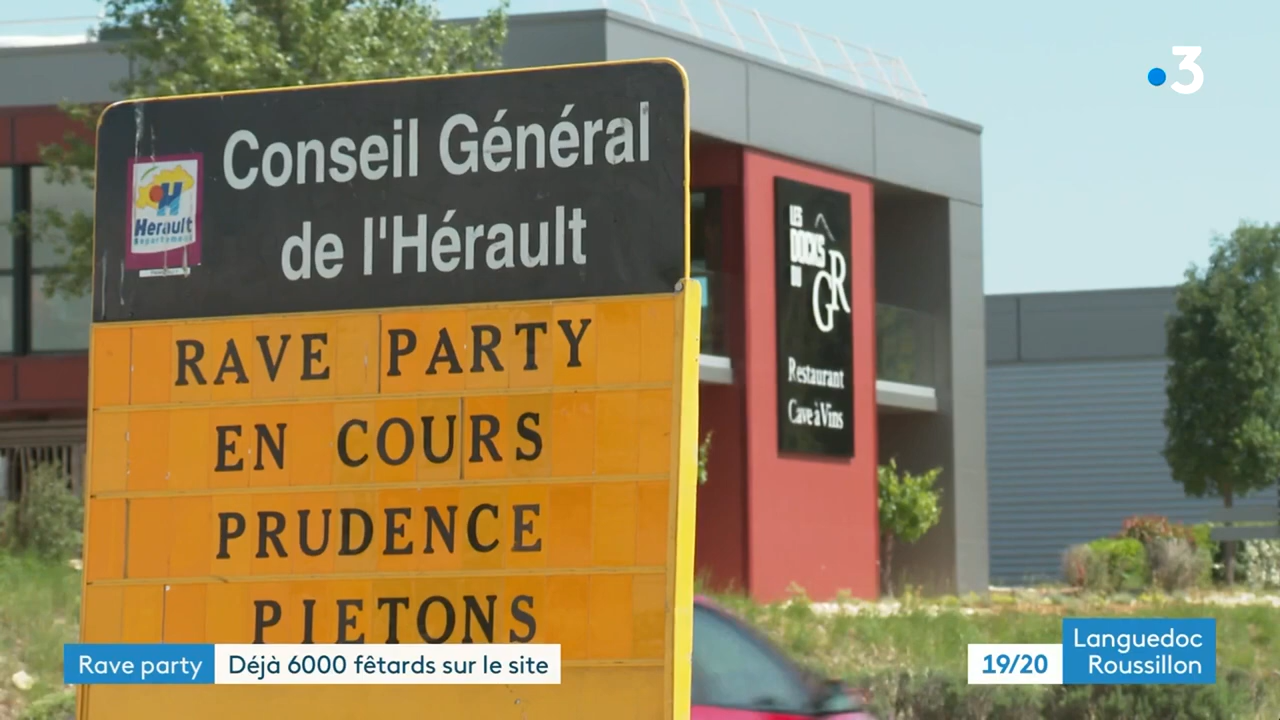 3
Conseil Général
de l'Hérault
Hérault
Département
LES
DOCKS
DU
GR
Restaurant
Cave à Vins
RAVE PARTY
EN COURS
PRUDENCE
PIETONS
Rave party Déjà 6000 fêtards sur le site
19/20 Languedoc
Roussillon